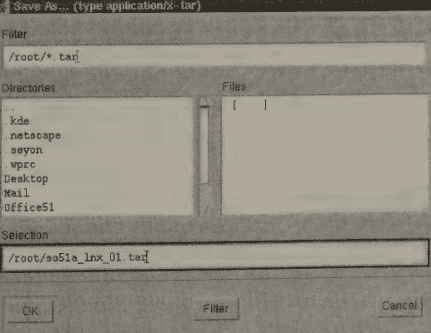 Save As... (type application/x-tar)
Filter
/root/*.tar
Directories
Files
..
.kde
.netscape
.seyon
.wprc
Desktop
Mail
Office51
[ ]
Selection
/root/so51a_lnx_01.tar
OK
Filter
Cancel